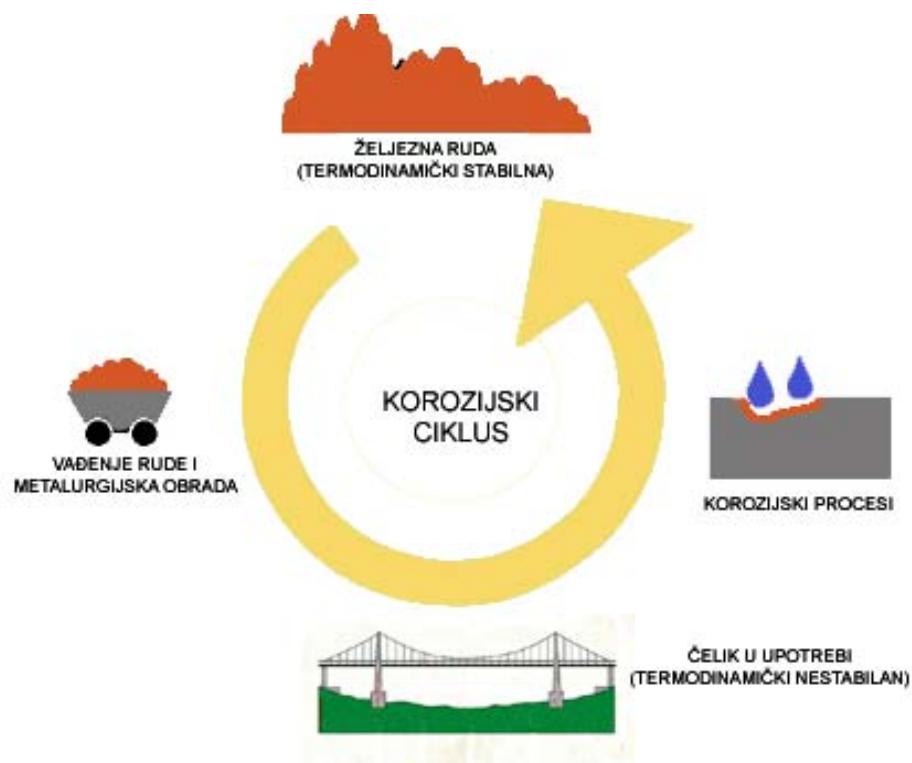 ŽELJEZNA RUDA
(TERMODINAMIČKI STABILNA)
KOROZIJSKI
CIKLUS
VAĐENJE RUDE I
METALURGIJSKA OBRADA
KOROZIJSKI PROCESI
ČELIK U UPOTREBI
(TERMODINAMIČKI NESTABILAN)